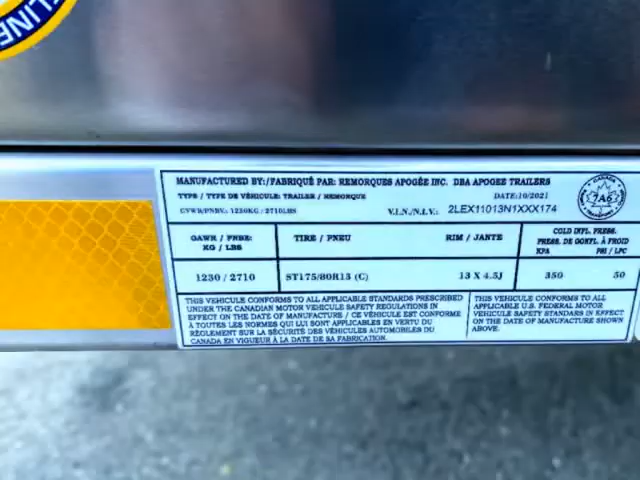 LINE
MANUFACTURED BY:/FABRIQUÉ PAR: REMORQUES APOGÉE INC. DBA APOGEE TRAILERS
TYPE / TYPE DE VÉHICULE: TRAILER / REMORQUE DATE:10/2021
GVWR/PNBV: 1230KG / 2710LBS V.I.N./N.I.V.: 2LEX11013N1XXX174
CANADA
7A6
TRANSPORT
GAWR / PNBE: KG / LBS
TIRE / PNEU
RIM / JANTE
COLD INFL. PRESS.
PRESS. DE GONFL. À FROID
KPA PSI / LPC
1230 / 2710 ST175/80R13 (C) 13 X 4.5J 350 50
THIS VEHICLE CONFORMS TO ALL APPLICABLE STANDARDS PRESCRIBED
UNDER THE CANADIAN MOTOR VEHICLE SAFETY REGULATIONS IN
EFFECT ON THE DATE OF MANUFACTURE / CE VÉHICULE EST CONFORME
À TOUTES LES NORMES QUI LUI SONT APPLICABLES EN VERTU DU
RÈGLEMENT SUR LA SÉCURITÉ DES VÉHICULES AUTOMOBILES DU
CANADA EN VIGUEUR À LA DATE DE SA FABRICATION.
THIS VEHICLE CONFORMS TO ALL
APPLICABLE U.S. FEDERAL MOTOR
VEHICLE SAFETY STANDARS IN EFFECT
ON THE DATE OF MANUFACTURE SHOWN
ABOVE.